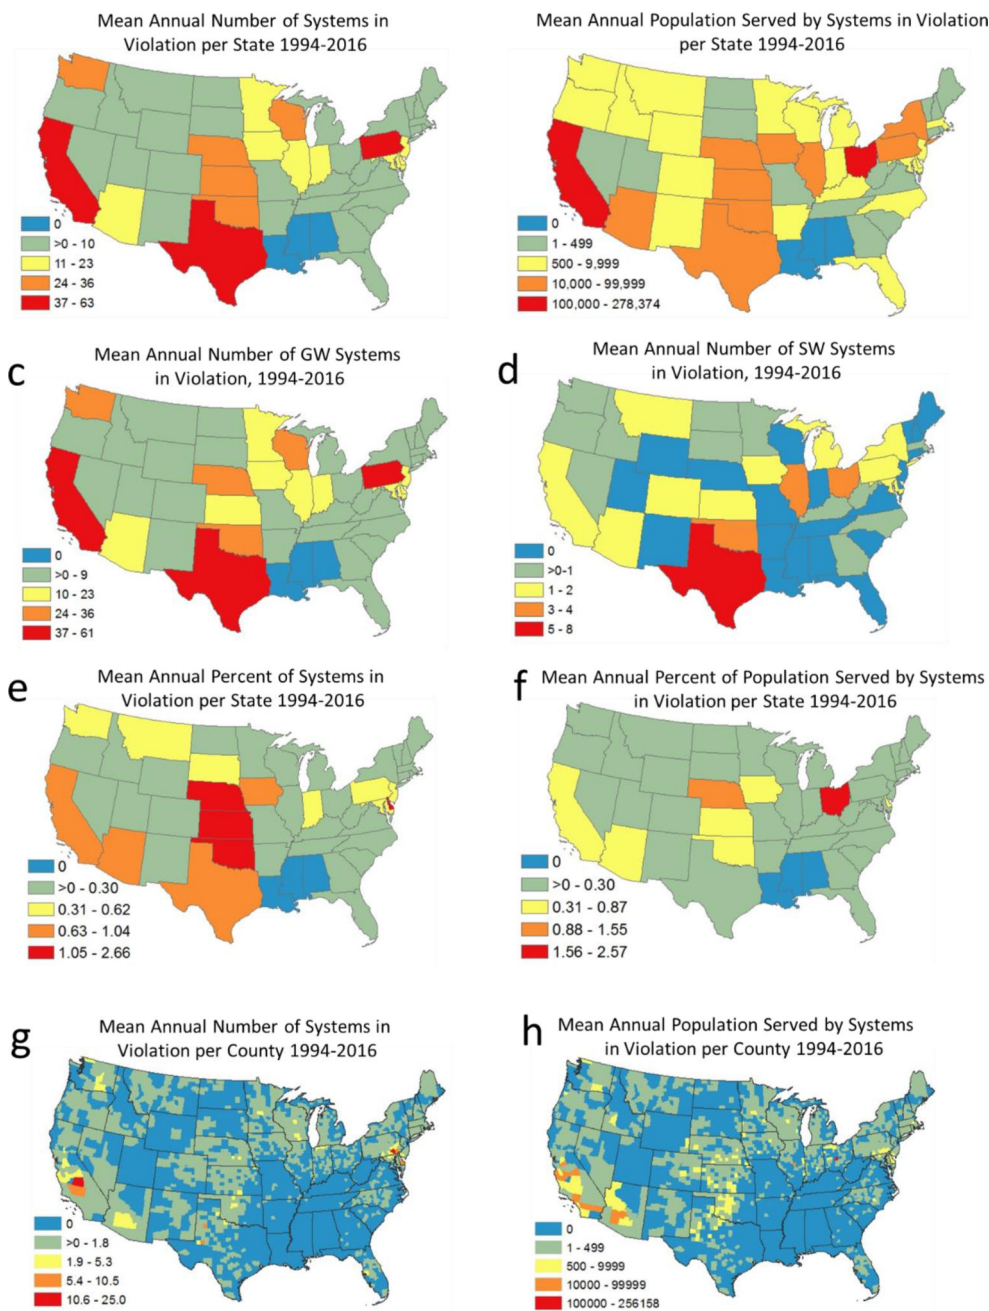 Mean Annual Number of Systems in
Violation per State 1994-2016
0
>0 - 10
11 - 23
24 - 36
37 - 63
Mean Annual Population Served by Systems in Violation
per State 1994-2016
0
1 - 499
500 - 9,999
10,000 - 99,999
100,000 - 278,374
c
Mean Annual Number of GW Systems
in Violation, 1994-2016
0
>0 - 9
10 - 23
24 - 36
37 - 61
d
Mean Annual Number of SW Systems
in Violation, 1994-2016
0
>0-1
1 - 2
3 - 4
5 - 8
e
Mean Annual Percent of Systems in
Violation per State 1994-2016
0
>0 - 0.30
0.31 - 0.62
0.63 - 1.04
1.05 - 2.66
f
Mean Annual Percent of Population Served by Systems
in Violation per State 1994-2016
0
>0 - 0.30
0.31 - 0.87
0.88 - 1.55
1.56 - 2.57
g
Mean Annual Number of Systems in
Violation per County 1994-2016
0
>0 - 1.8
1.9 - 5.3
5.4 - 10.5
10.6 - 25.0
h
Mean Annual Population Served by Systems
in Violation per County 1994-2016
0
1 - 499
500 - 9999
10000 - 99999
100000 - 256158